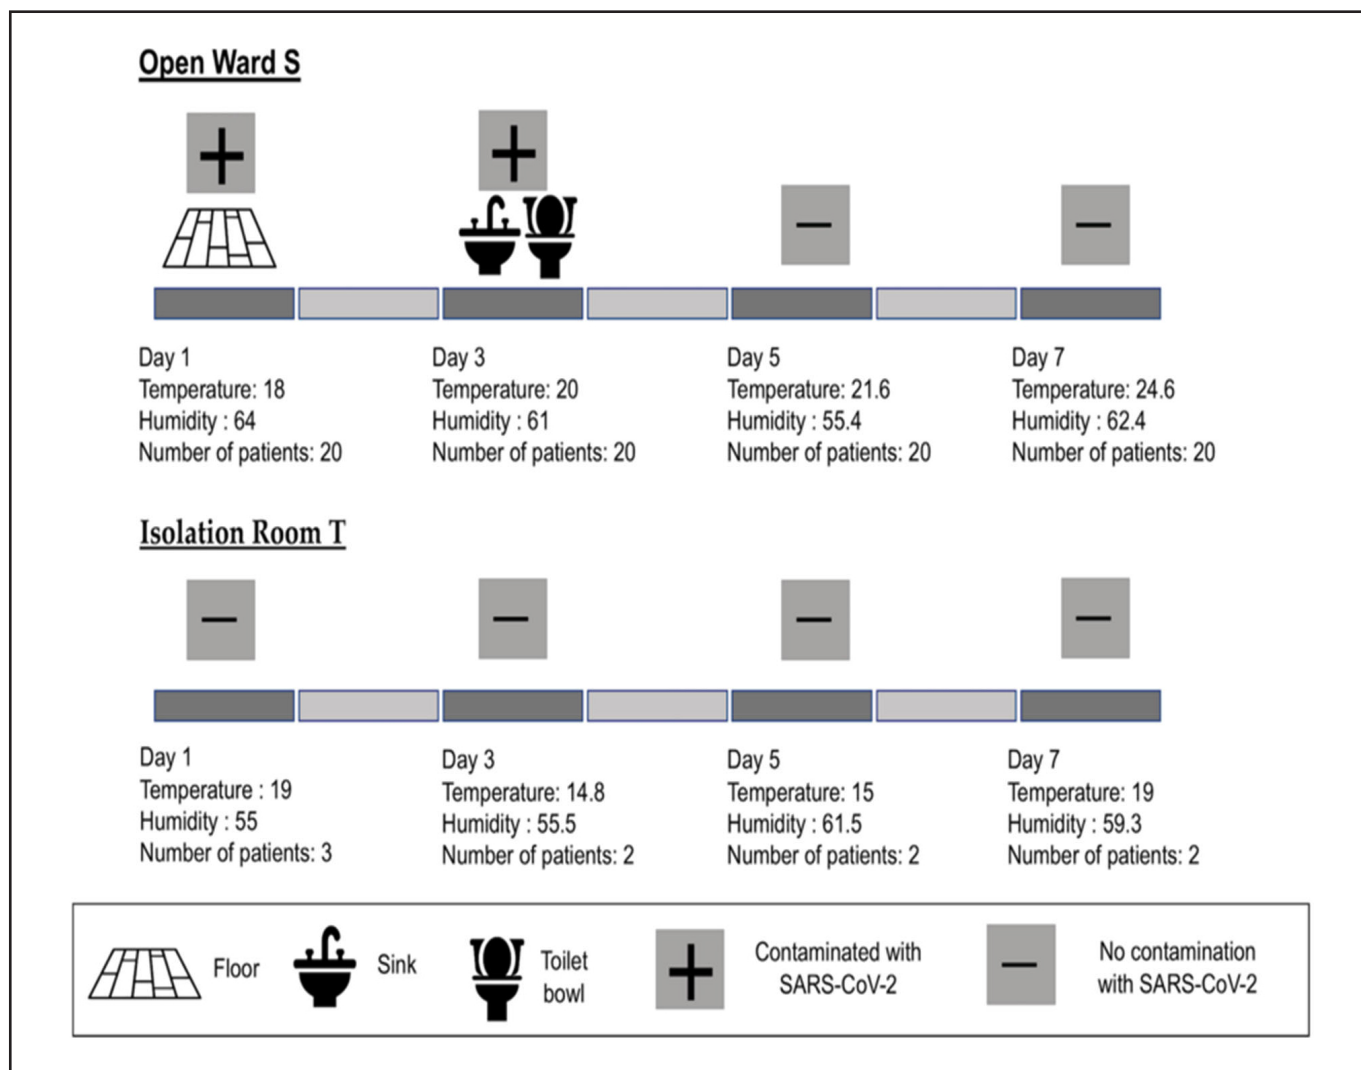 Open Ward S
Day 1
Temperature: 18
Humidity : 64
Number of patients: 20
Day 3
Temperature: 20
Humidity : 61
Number of patients: 20
Day 5
Temperature: 21.6
Humidity : 55.4
Number of patients: 20
Day 7
Temperature: 24.6
Humidity : 62.4
Number of patients: 20
Isolation Room T
Day 1
Temperature : 19
Humidity : 55
Number of patients: 3
Day 3
Temperature: 14.8
Humidity : 55.5
Number of patients: 2
Day 5
Temperature: 15
Humidity : 61.5
Number of patients: 2
Day 7
Temperature: 19
Humidity : 59.3
Number of patients: 2
Floor
Sink
Toilet
bowl
Contaminated with
SARS-CoV-2
No contamination
with SARS-CoV-2